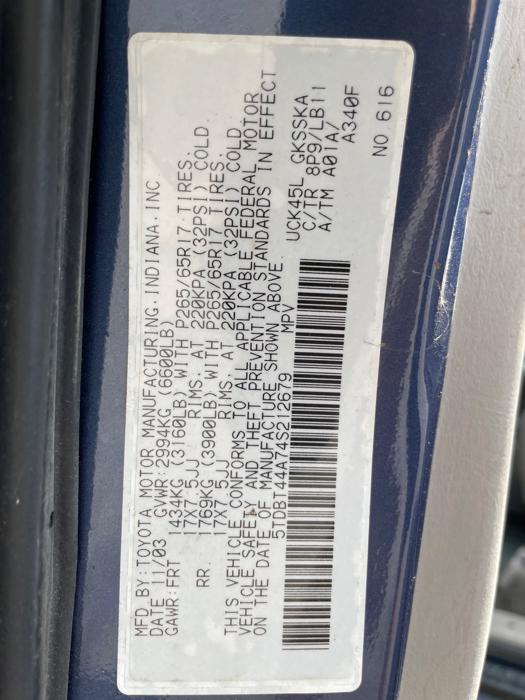 MFD BY:TOYOTA MOTOR MANUFACTURING.INDIANA.INC
DATE 11/03 GVWR:2994KG (6600LB)
GAWR:FRT 1434KG (3160LB) WITH P265/65R17 TIRES.
17X7.5JJ RIMS. AT 220KPA (32PSI) COLD
RR. 1769KG (3900LB) WITH P265/65R17 TIRES.
17X7.5JJ RIMS. AT 220KPA (32PSI) COLD
THIS VEHICLE CONFORMS TO ALL APPLICABLE FEDERAL MOTOR
VEHICLE SAFETY AND THEFT PREVENTION STANDARDS IN EFFECT
ON THE DATE OF MANUFACTURE SHOWN ABOVE.
5TDBT44A74S212679 MPV
UCK45L GKSSKA
C/TR 8P9/LB11
A/TM A01A/
A340F
NO 616